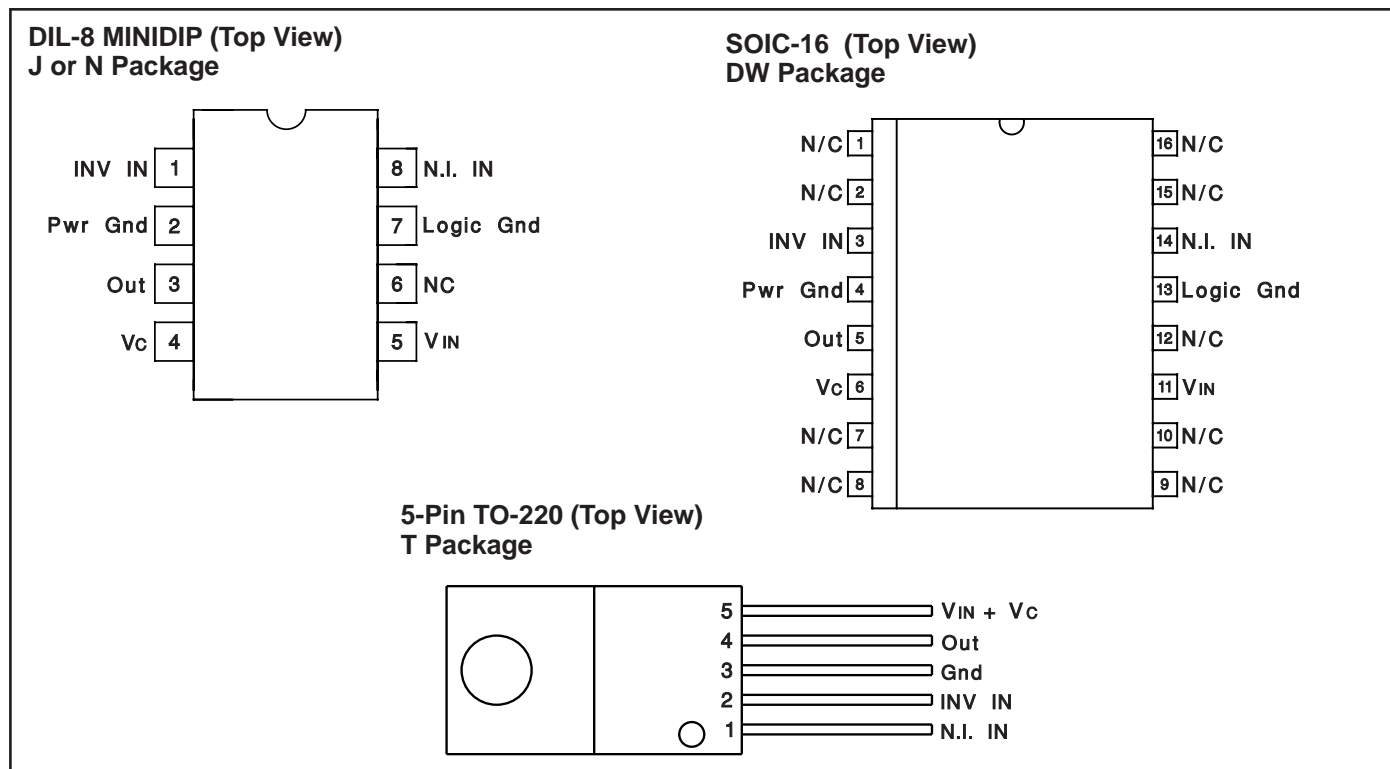 DIL-8 MINIDIP (Top View)
J or N Package
INV IN 1
Pwr Gnd 2
Out 3
VC 4
8 N.I. IN
7 Logic Gnd
6 NC
5 VIN
SOIC-16 (Top View)
DW Package
N/C 1
N/C 2
INV IN 3
Pwr Gnd 4
Out 5
VC 6
N/C 7
N/C 8
16 N/C
15 N/C
14 N.I. IN
13 Logic Gnd
12 N/C
11 VIN
10 N/C
9 N/C
5-Pin TO-220 (Top View)
T Package
5 VIN + VC
4 Out
3 Gnd
2 INV IN
1 N.I. IN